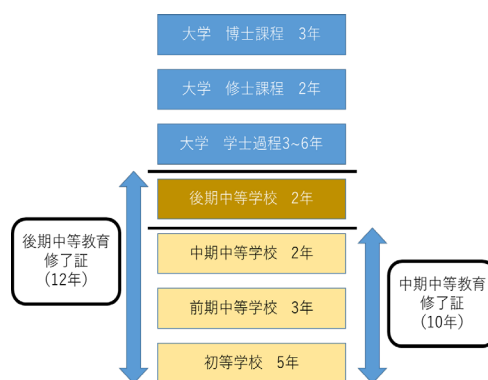 大学　博士課程　3年
大学　修士課程　2年
大学　学士過程3~6年
後期中等学校　2年
後期中等教育
修了証
(12年)
中期中等学校　2年
前期中等学校　3年
初等学校　5年
中期中等教育
修了証
(10年)